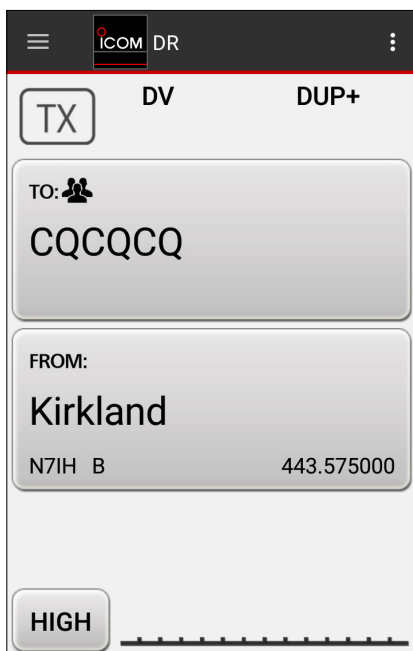 ICOM DR
TX DV DUP+
TO:
CQCQCQ
FROM:
Kirkland
N7IH B 443.575000
HIGH